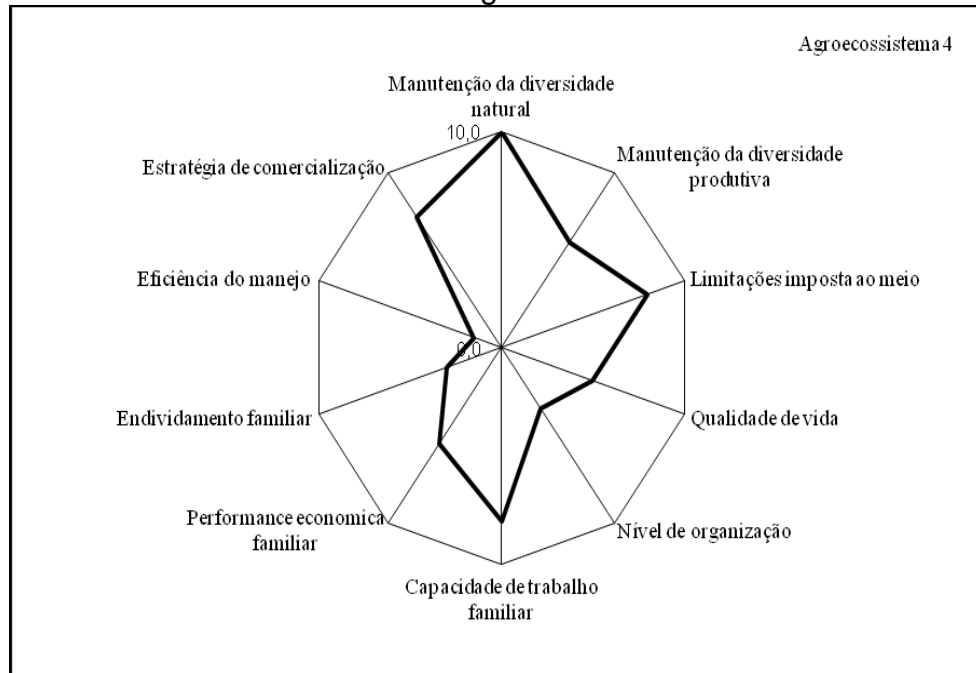 Agroecossistema 4
Manutenção da diversidade
natural
10,0
Manutenção da diversidade
produtiva
Estratégia de comercialização
Eficiência do manejo
Limitações imposta ao meio
0,0
Endividamento familiar
Qualidade de vida
Performance economica
familiar
Nível de organização
Capacidade de trabalho
familiar